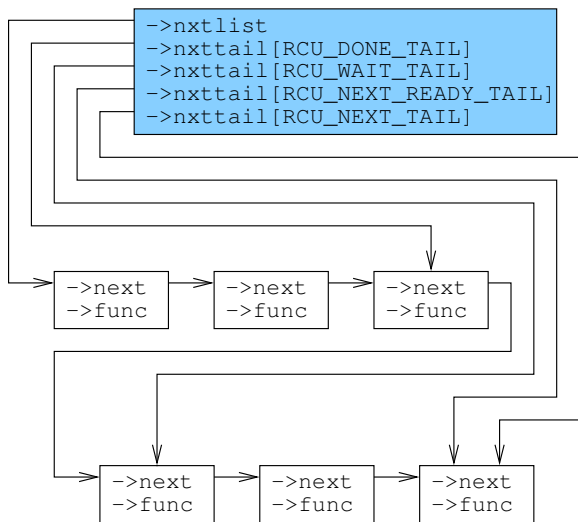 ->nxtlist
->nxttail[RCU_DONE_TAIL]
->nxttail[RCU_WAIT_TAIL]
->nxttail[RCU_NEXT_READY_TAIL]
->nxttail[RCU_NEXT_TAIL]
->next ->next ->next
->func ->func ->func
->next ->next ->next
->func ->func ->func